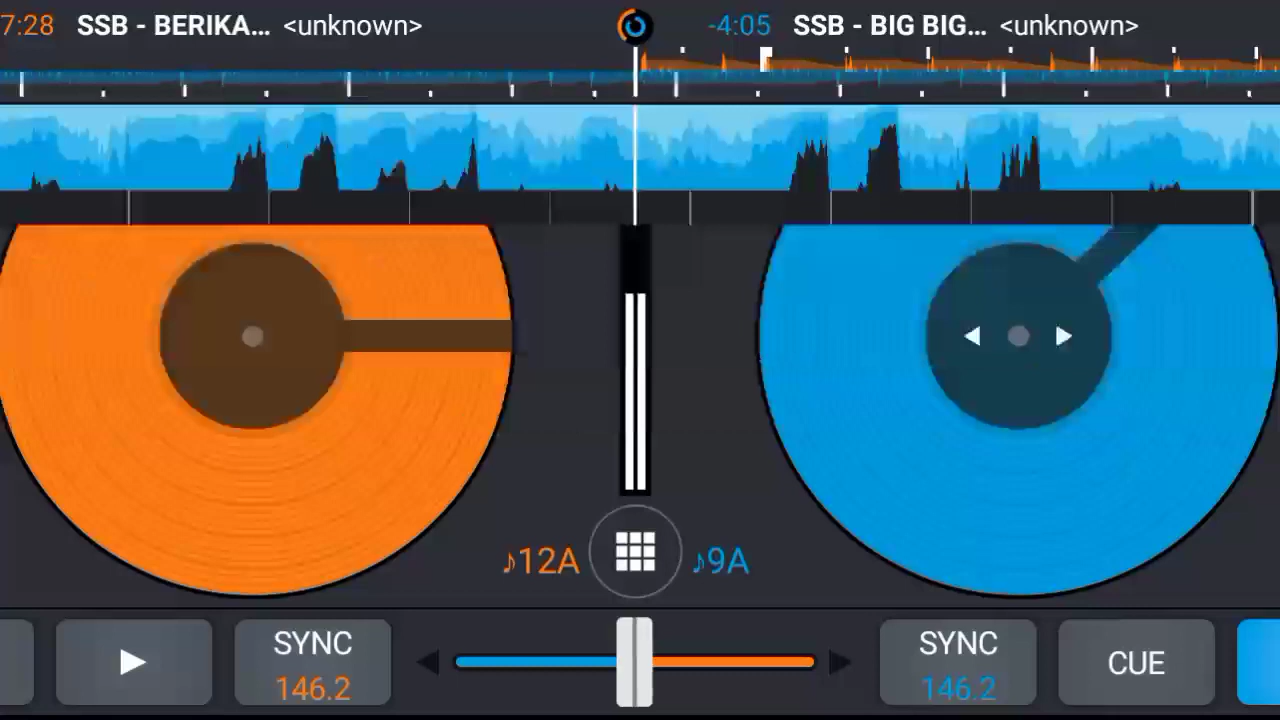 7:28 SSB - BERIKA... <unknown>
-4:05 SSB - BIG BIG... <unknown>
♪12A
♪9A
SYNC
146.2
SYNC
146.2
CUE